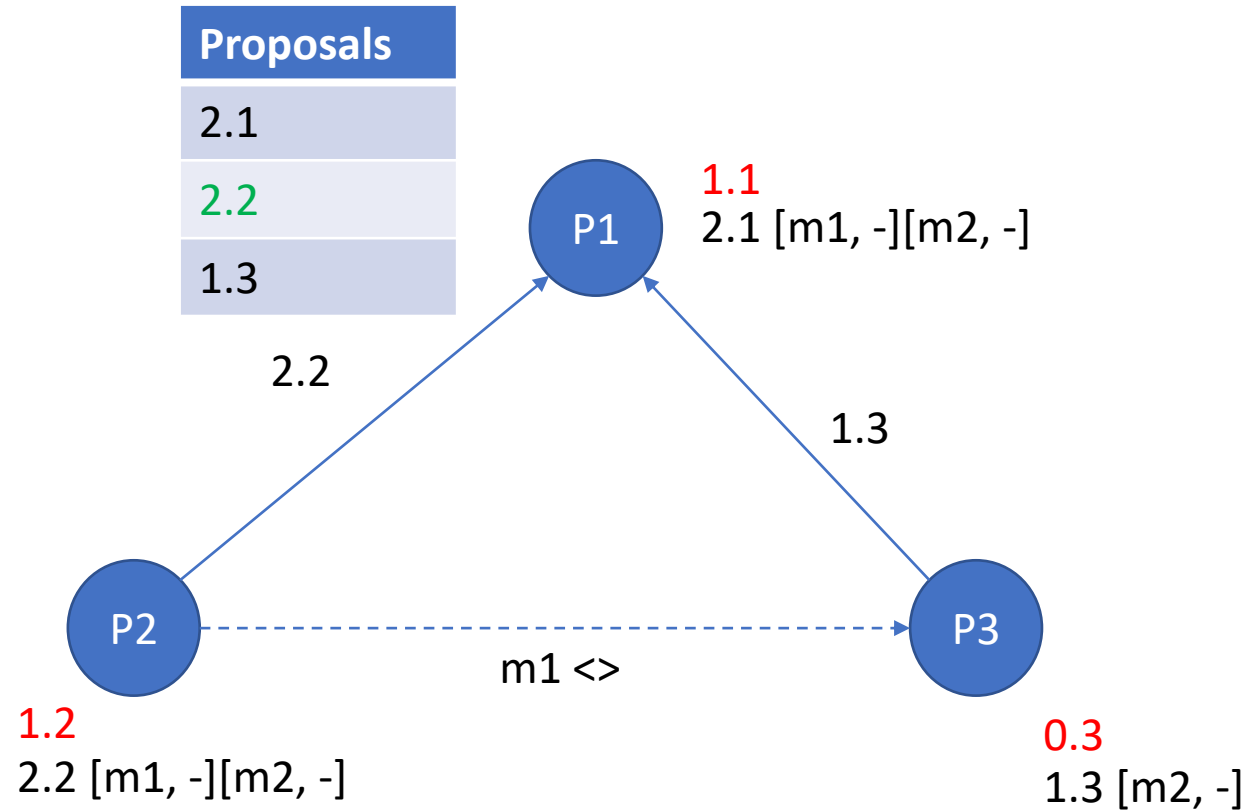 Proposals
2.1
2.2
1.3
P1
1.1
2.1 [m1, -][m2, -]
2.2
1.3
P2
m1 <>
P3
1.2
2.2 [m1, -][m2, -]
0.3
1.3 [m2, -]